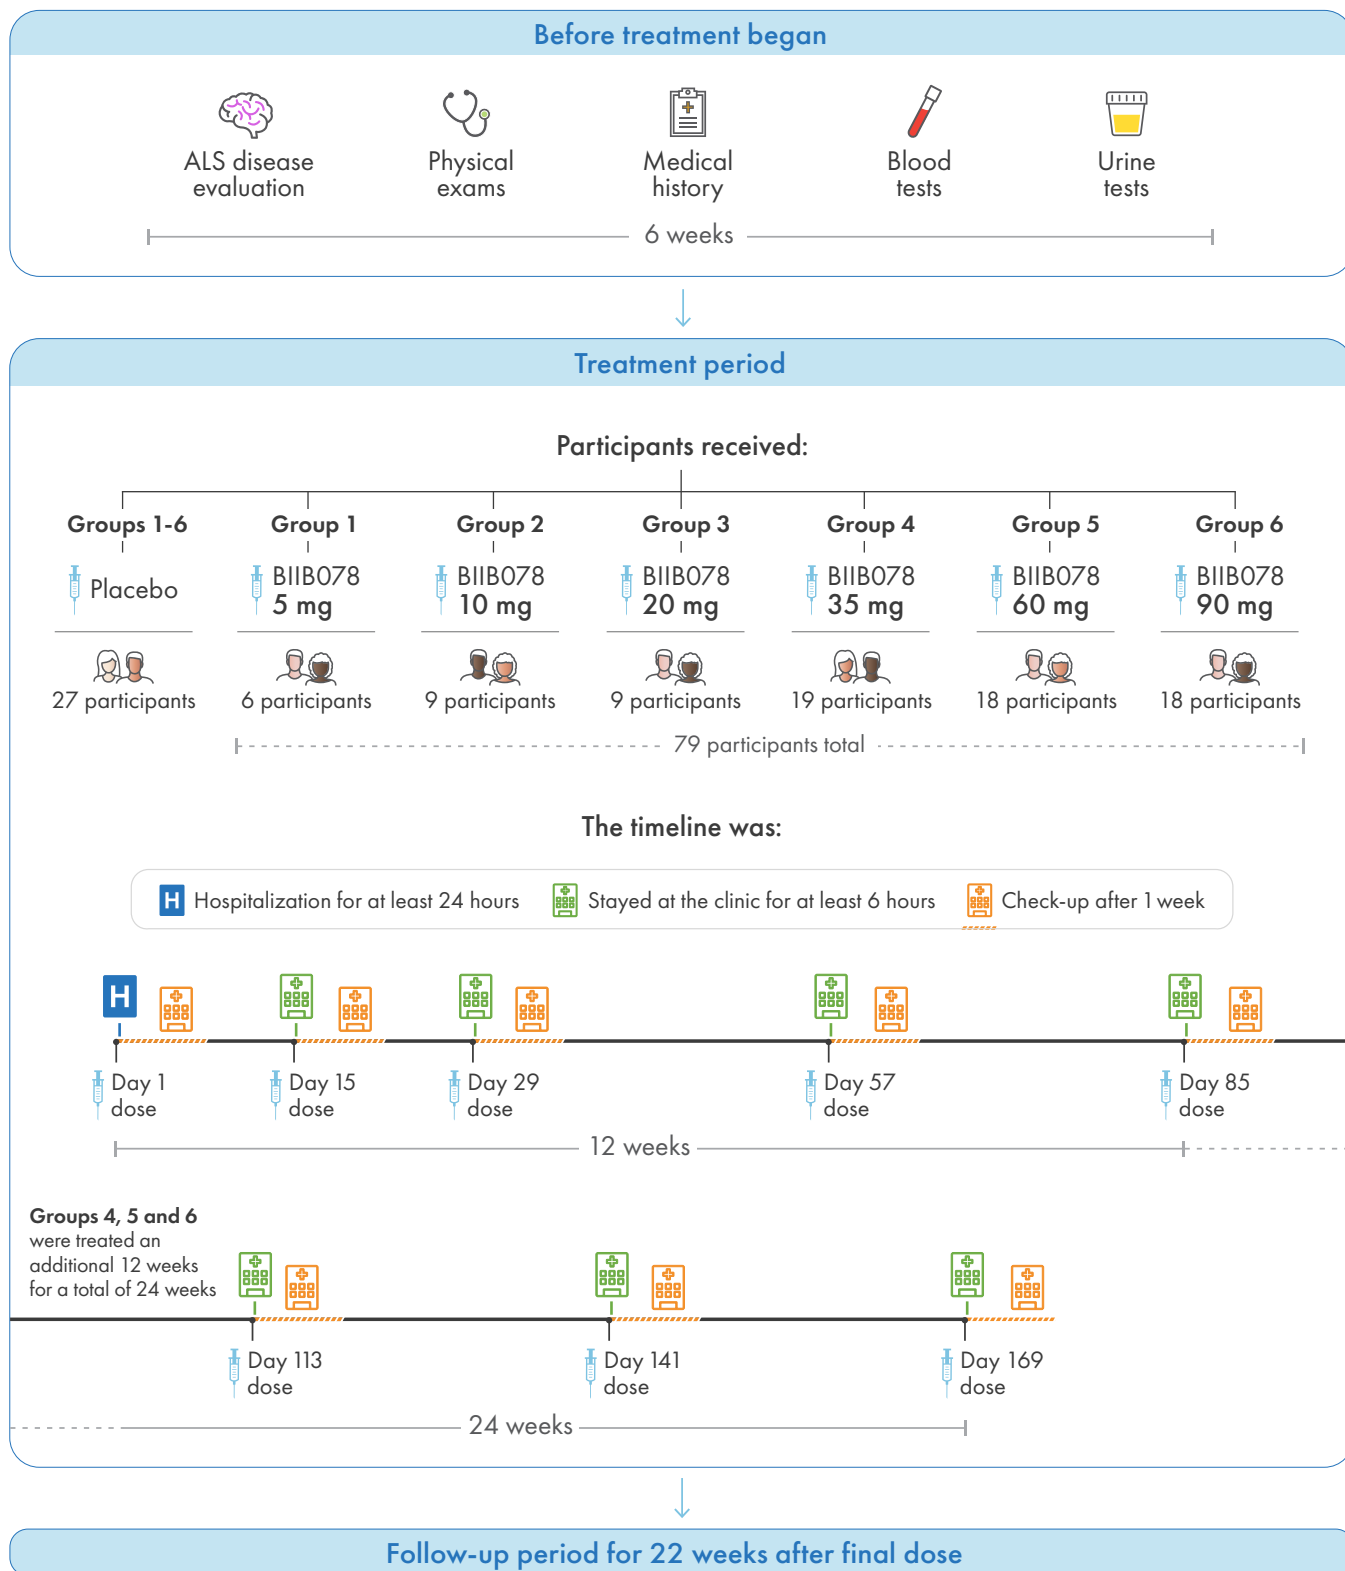 Before treatment began
ALS disease
evaluation
Physical
exams
Medical
history
Blood
tests
Urine
tests
6 weeks
Treatment period
Participants received:
Groups 1-6
Placebo
27 participants
Group 1
BIIB078
5 mg
6 participants
Group 2
BIIB078
10 mg
9 participants
Group 3
BIIB078
20 mg
9 participants
Group 4
BIIB078
35 mg
19 participants
Group 5
BIIB078
60 mg
18 participants
Group 6
BIIB078
90 mg
18 participants
79 participants total
The timeline was:
H Hospitalization for at least 24 hours
Stayed at the clinic for at least 6 hours
Check-up after 1 week
H
Day 1
dose
Day 15
dose
Day 29
dose
Day 57
dose
Day 85
dose
12 weeks
Groups 4, 5 and 6
were treated an
additional 12 weeks
for a total of 24 weeks
Day 113
dose
Day 141
dose
Day 169
dose
24 weeks
Follow-up period for 22 weeks after final dose